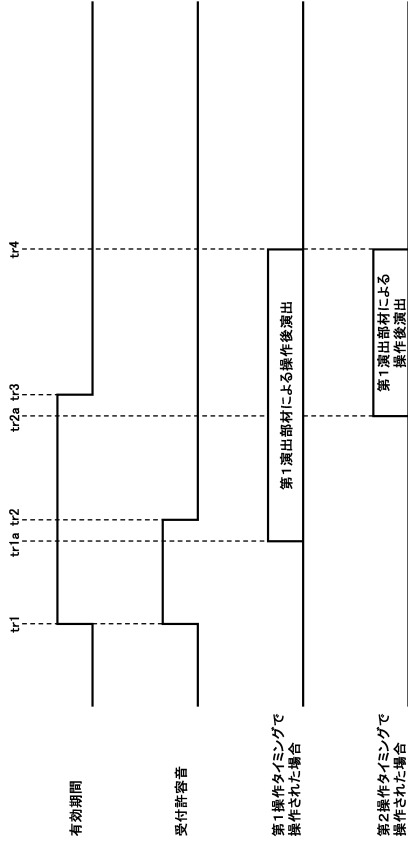 tr1
tr1a
tr2
tr2a
tr3
tr4
有効期間
受付許容音
第1操作タイミングで
操作された場合
第1演出部材による操作後演出
第2操作タイミングで
操作された場合
第1演出部材による
操作後演出